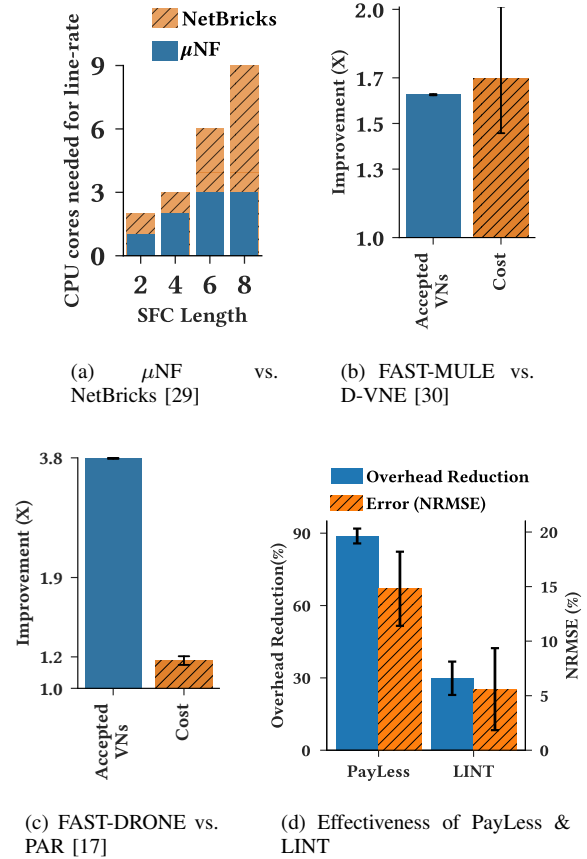 NetBricks
μNF
CPU cores needed for line-rate
9
6
3
0
2 4 6 8
SFC Length
(a) μNF vs.
NetBricks [29]
Improvement (X)
2.0
1.7
1.5
1.3
1.0
Accepted
VNs
Cost
(b) FAST-MULE vs.
D-VNE [30]
Improvement (X)
3.8
1.9
1.2
1.0
Accepted
VNs
Cost
(c) FAST-DRONE vs.
PAR [17]
Overhead Reduction
Error (NRMSE)
Overhead Reduction(%)
90
60
30
0
20
15
10
5
0
NRMSE (%)
PayLess LINT
(d) Effectiveness of PayLess &
LINT